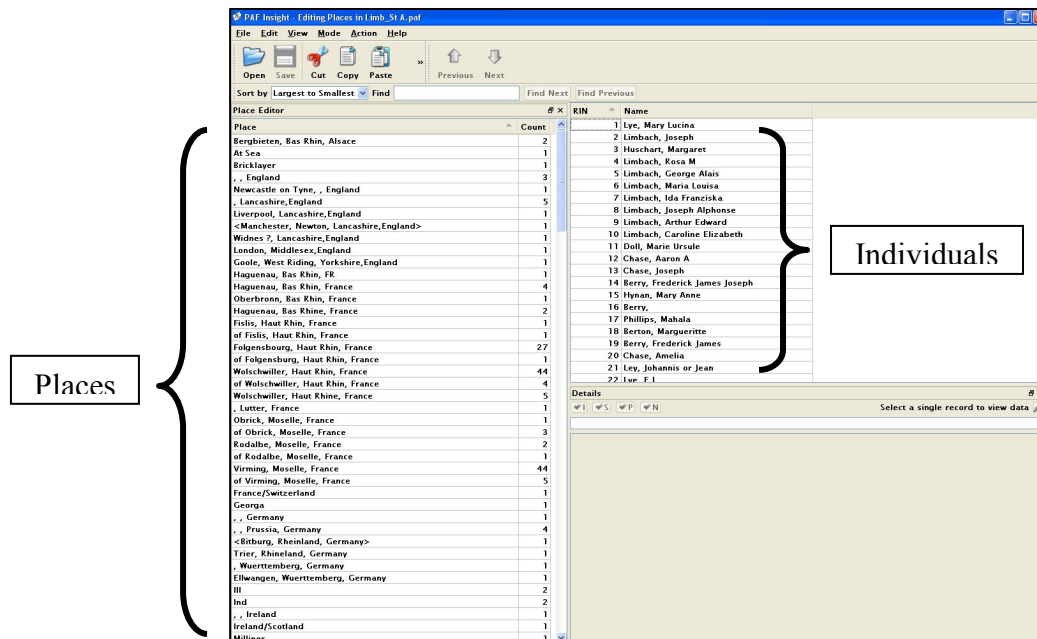 PAF Insight - Editing Places in Limb_St A.paf
File Edit View Mode Action Help
Open Save Cut Copy Paste » Previous Next
Sort by Largest to Smallest Find Find Next Find Previous
Place Editor
Place Count
Bergbieten, Bas Rhin, Alsace 2
At Sea 1
Bricklayer 1
, , England 3
Newcastle on Tyne, , England 1
, Lancashire,England 5
Liverpool, Lancashire,England 1
<Manchester, Newton, Lancashire,England> 1
Widnes ?, Lancashire,England 1
London, Middlesex,England 1
Goole, West Riding, Yorkshire,England 1
Haguenau, Bas Rhin, FR 1
Haguenau, Bas Rhin, France 4
Oberbronn, Bas Rhin, France 1
Haguenau, Bas Rhine, France 2
Fislis, Haut Rhin, France 1
of Fislis, Haut Rhin, France 1
Folgensbourg, Haut Rhin, France 27
of Folgensburg, Haut Rhin, France 1
Wolschwiller, Haut Rhin, France 44
of Wolschwiller, Haut Rhin, France 4
Wolschwiller, Haut Rhine, France 5
, Lutter, France 1
Obrick, Moselle, France 1
of Obrick, Moselle, France 3
Rodalbe, Moselle, France 2
of Rodalbe, Moselle, France 1
Virming, Moselle, France 44
of Virming, Moselle, France 5
France/Switzerland 1
Georga 1
, , Germany 1
, , Prussia, Germany 4
<Bitburg, Rheinland, Germany> 1
Trier, Rhineland, Germany 1
, Wuerttemberg, Germany 1
Ellwangen, Wuerttemberg, Germany 1
Ill 2
Ind 2
, , Ireland 1
Ireland/Scotland 1
Milliner 1
RIN Name
1 Lye, Mary Lucina
2 Limbach, Joseph
3 Huschart, Margaret
4 Limbach, Rosa M
5 Limbach, George Alais
6 Limbach, Maria Louisa
7 Limbach, Ida Franziska
8 Limbach, Joseph Alphonse
9 Limbach, Arthur Edward
10 Limbach, Caroline Elizabeth
11 Doll, Marie Ursule
12 Chase, Aaron A
13 Chase, Joseph
14 Berry, Frederick James Joseph
15 Hynan, Mary Anne
16 Berry,
17 Phillips, Mahala
18 Berton, Margueritte
19 Berry, Frederick James
20 Chase, Amelia
21 Ley, Johannis or Jean
22 Lye, F J
Details
I S P N Select a single record to view data
Places
Individuals